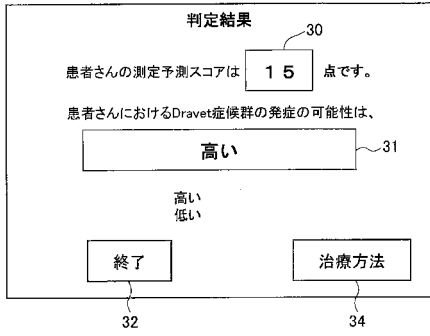 判定結果
30
患者さんの測定予測スコアは 15 点です。
患者さんにおけるDravet症候群の発症の可能性は、
高い
31
高い
低い
終了 治療方法
32 34